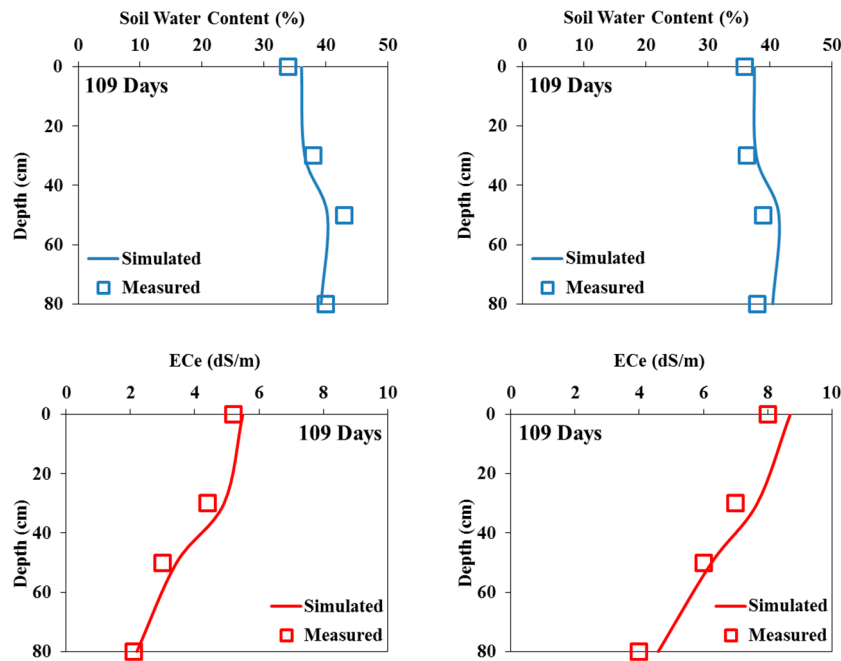 Soil Water Content (%)
0 10 20 30 40 50
0
20
40
60
80
Depth (cm)
109 Days
Simulated
Measured
Soil Water Content (%)
0 10 20 30 40 50
0
20
40
60
80
Depth (cm)
109 Days
Simulated
Measured
ECe (dS/m)
0 2 4 6 8 10
0
20
40
60
80
Depth (cm)
109 Days
Simulated
Measured
ECe (dS/m)
0 2 4 6 8 10
0
20
40
60
80
Depth (cm)
109 Days
Simulated
Measured